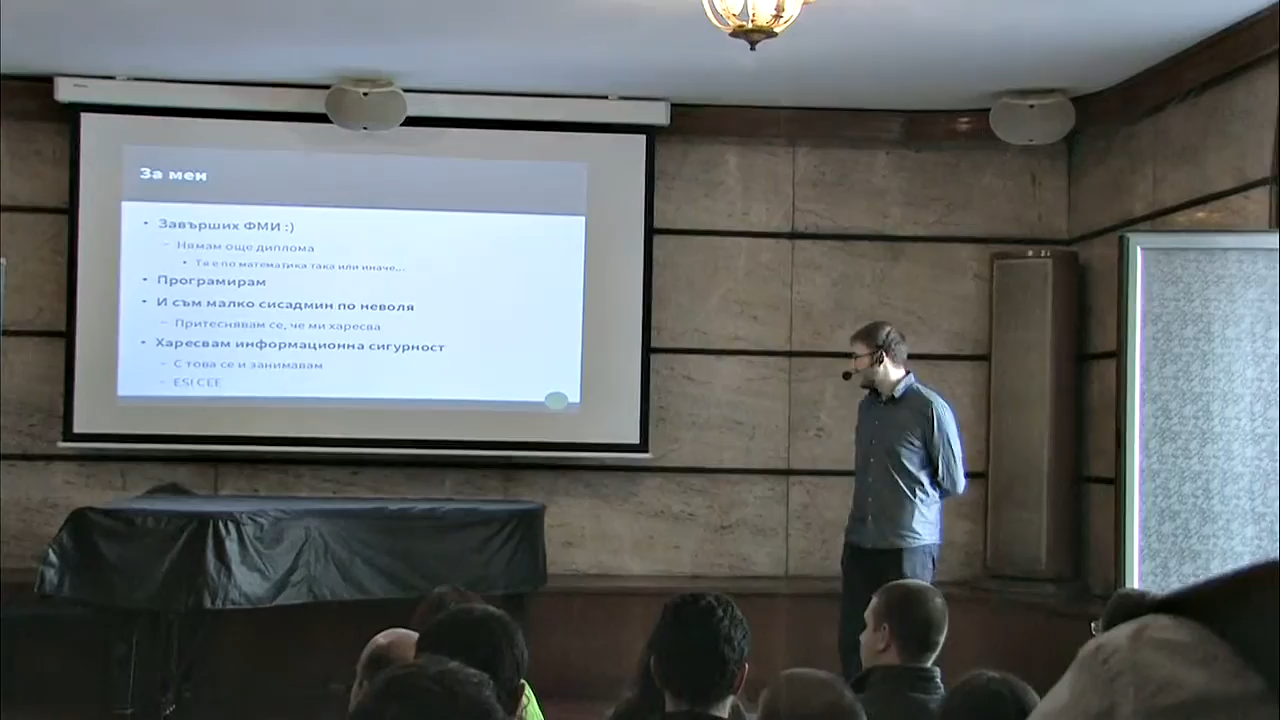 За мен
Завърших ФМИ :)
Нямам още диплома
Тя е по математика така или иначе...
Програмирам
И съм малко сисадмин по неволя
Притеснявам се, че ми харесва
Харесвам информационна сигурност
С това се и занимавам
ESI CEE